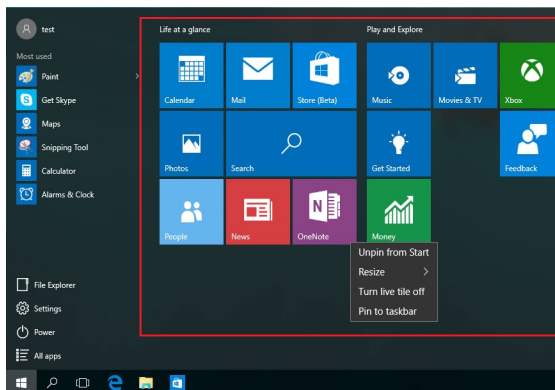 test
Most used
Paint
Get Skype
Maps
Snipping Tool
Calculator
Alarms & Clock
File Explorer
Settings
Power
All apps
Life at a glance
Calendar
Mail
Store (Beta)
Photos
Search
People
News
OneNote
Play and Explore
Music
Movies & TV
Xbox
Get Started
Feedback
Money
Unpin from Start
Resize
Turn live tile off
Pin to taskbar